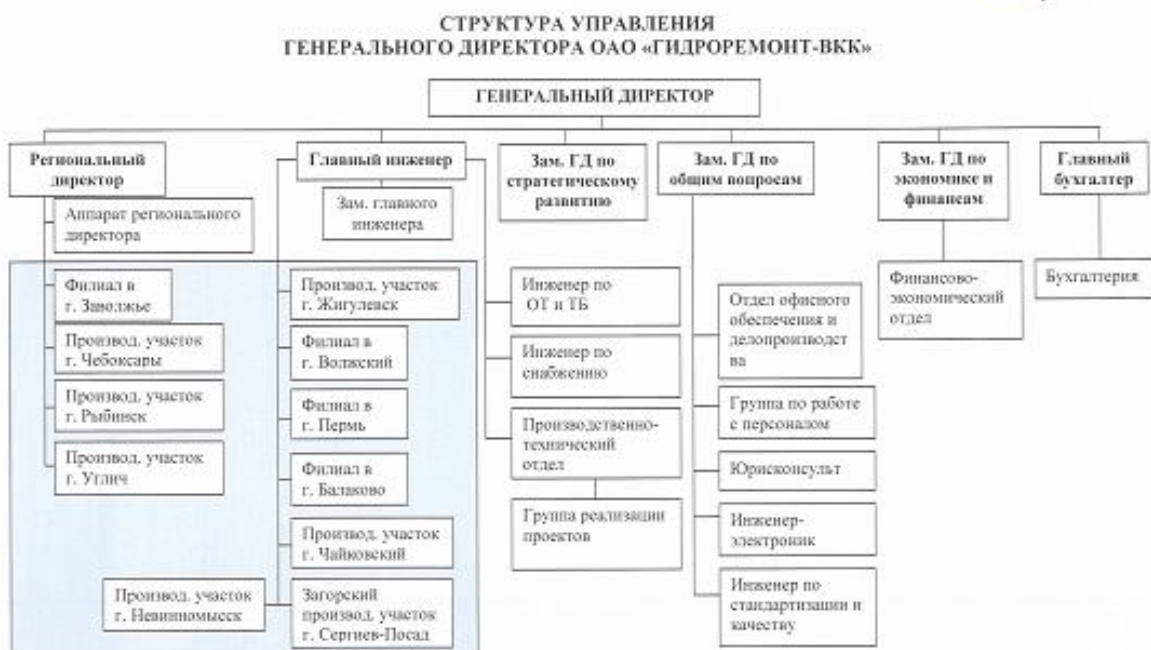 СТРУКТУРА УПРАВЛЕНИЯ
ГЕНЕРАЛЬНОГО ДИРЕКТОРА ОАО «ГИДРОРЕМОНТ-ВКК»
ГЕНЕРАЛЬНЫЙ ДИРЕКТОР
Региональный
директор
Аппарат регионального
директора
Филиал в
г. Заволжье
Производ. участок
г. Чебоксары
Производ. участок
г. Рыбинск
Производ. участок
г. Углич
Главный инженер
Зам. главного
инженера
Производ. участок
г. Жигулевск
Филиал в
г. Волжский
Филиал в
г. Пермь
Филиал в
г. Балаково
Производ. участок
г. Чайковский
Производ. участок
г. Невинномысск
Загорский
производ. участок
г. Сергиев-Посад
Инженер по
ОТ и ТБ
Инженер по
снабжению
Производственно-
технический
отдел
Группа реализации
проектов
Зам. ГД по
стратегическому
развитию
Зам. ГД по
общим вопросам
Отдел офисного
обеспечения и
делопроизводст
ва
Группа по работе
с персоналом
Юрисконсульт
Инженер-
электроник
Инженер по
стандартизации и
качеству
Зам. ГД по
экономике и
финансам
Финансово-
экономический
отдел
Главный
бухгалтер
Бухгалтерия